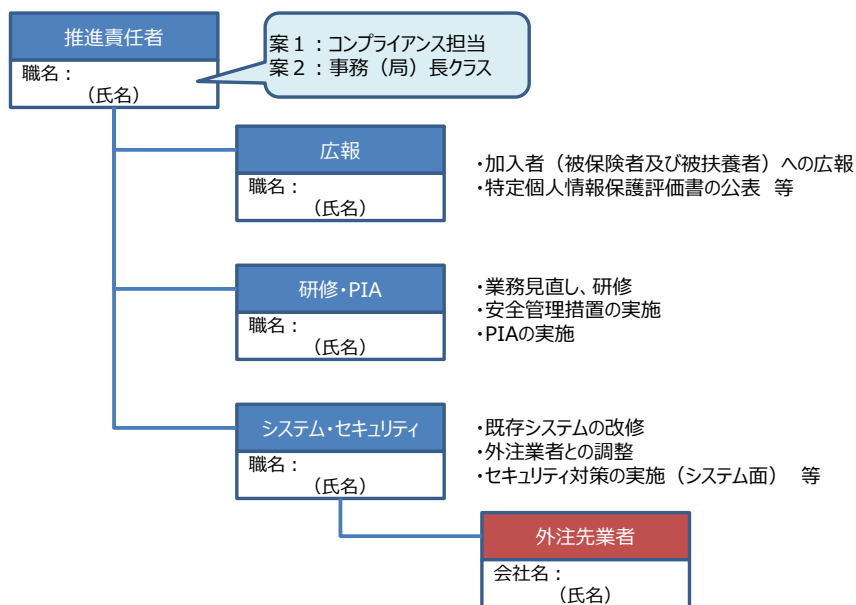 推進責任者
職名：
（氏名）
案１：コンプライアンス担当
案２：事務（局）長クラス
広報
職名：
（氏名）
・加入者（被保険者及び被扶養者）への広報
・特定個人情報保護評価書の公表　等
研修・PIA
職名：
（氏名）
・業務見直し、研修
・安全管理措置の実施
・PIAの実施
システム・セキュリティ
職名：
（氏名）
・既存システムの改修
・外注業者との調整
・セキュリティ対策の実施（システム面）　等
外注先業者
会社名：
（氏名）